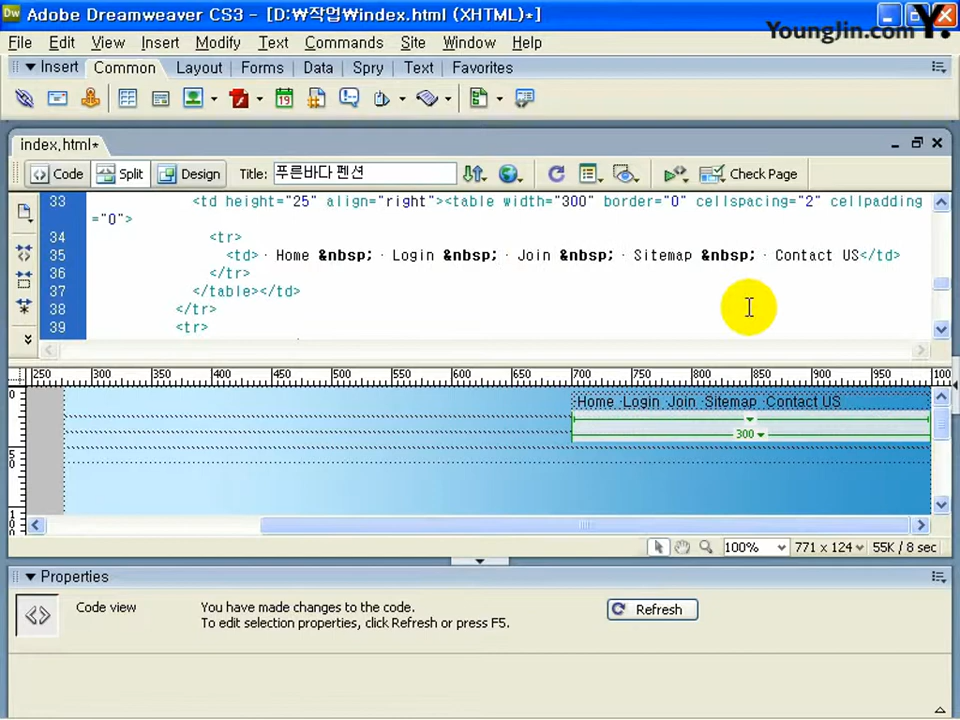 Adobe Dreamweaver CS3 - [D:₩작업₩index.html (XHTML)*]
YoungJin.com Y.
File Edit View Insert Modify Text Commands Site Window Help
Insert Common Layout Forms Data Spry Text Favorites
index.html*
Code Split Design Title: 푸른바다 펜션 Check Page
33 <td height="25" align="right"><table width="300" border="0" cellspacing="2" cellpadding
="0">
34 <tr>
35 <td> · Home &nbsp; · Login &nbsp; · Join &nbsp; · Sitemap &nbsp; · Contact US</td>
36 </tr>
37 </table></td>
38 </tr>
39 <tr>
250 300 350 400 450 500 550 600 650 700 750 800 850 900 950 100
0 ·Home ·Login ·Join ·Sitemap ·Contact US
300
50
100
100% 771 x 124 55K / 8 sec
Properties
Code view You have made changes to the code. Refresh
To edit selection properties, click Refresh or press F5.